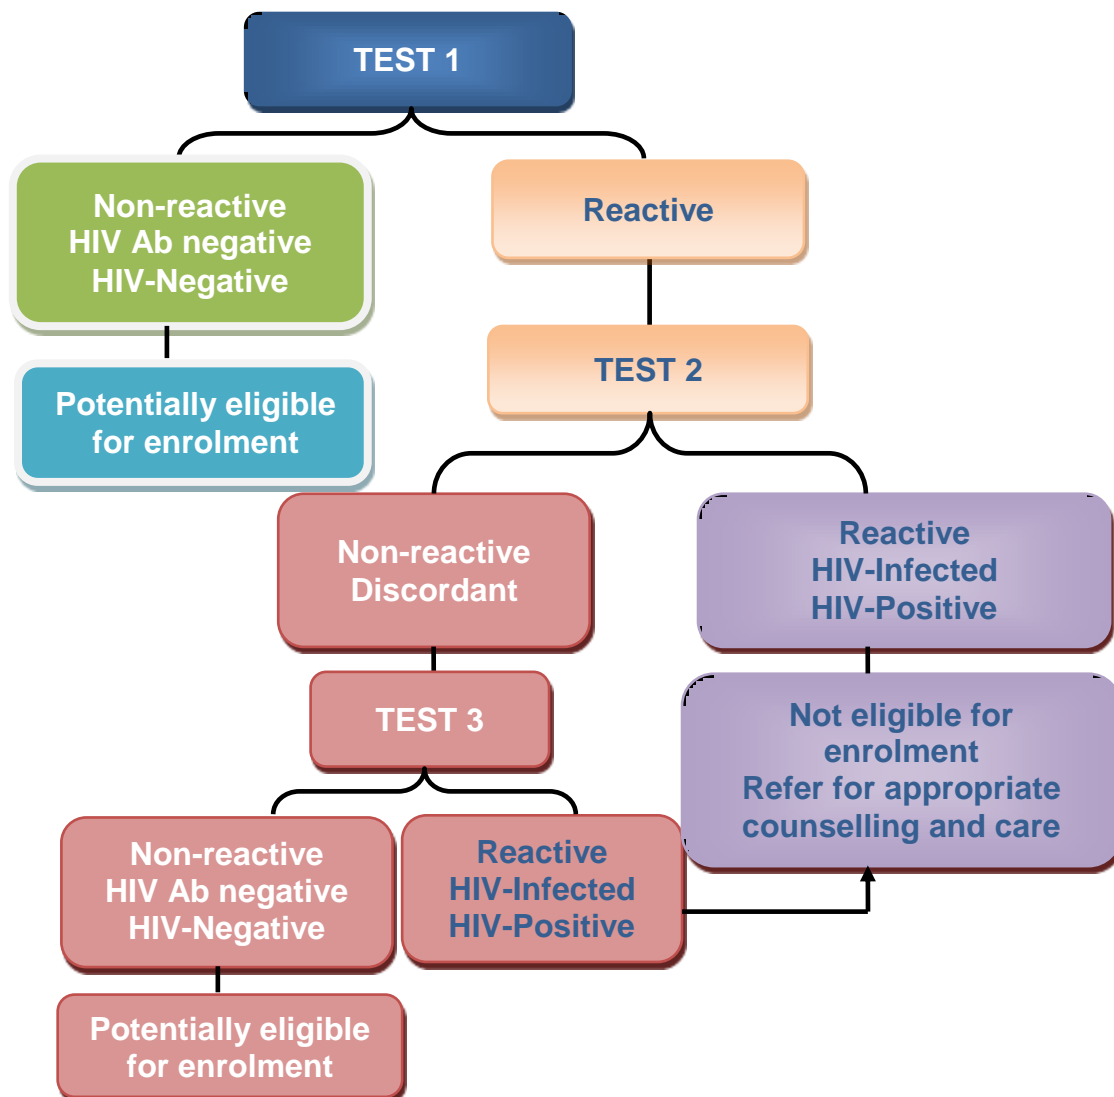 TEST 1
Non-reactive
HIV Ab negative
HIV-Negative
Reactive
Potentially eligible
for enrolment
TEST 2
Non-reactive
Discordant
Reactive
HIV-Infected
HIV-Positive
TEST 3
Not eligible for
enrolment
Refer for appropriate
counselling and care
Non-reactive
HIV Ab negative
HIV-Negative
Reactive
HIV-Infected
HIV-Positive
Potentially eligible
for enrolment